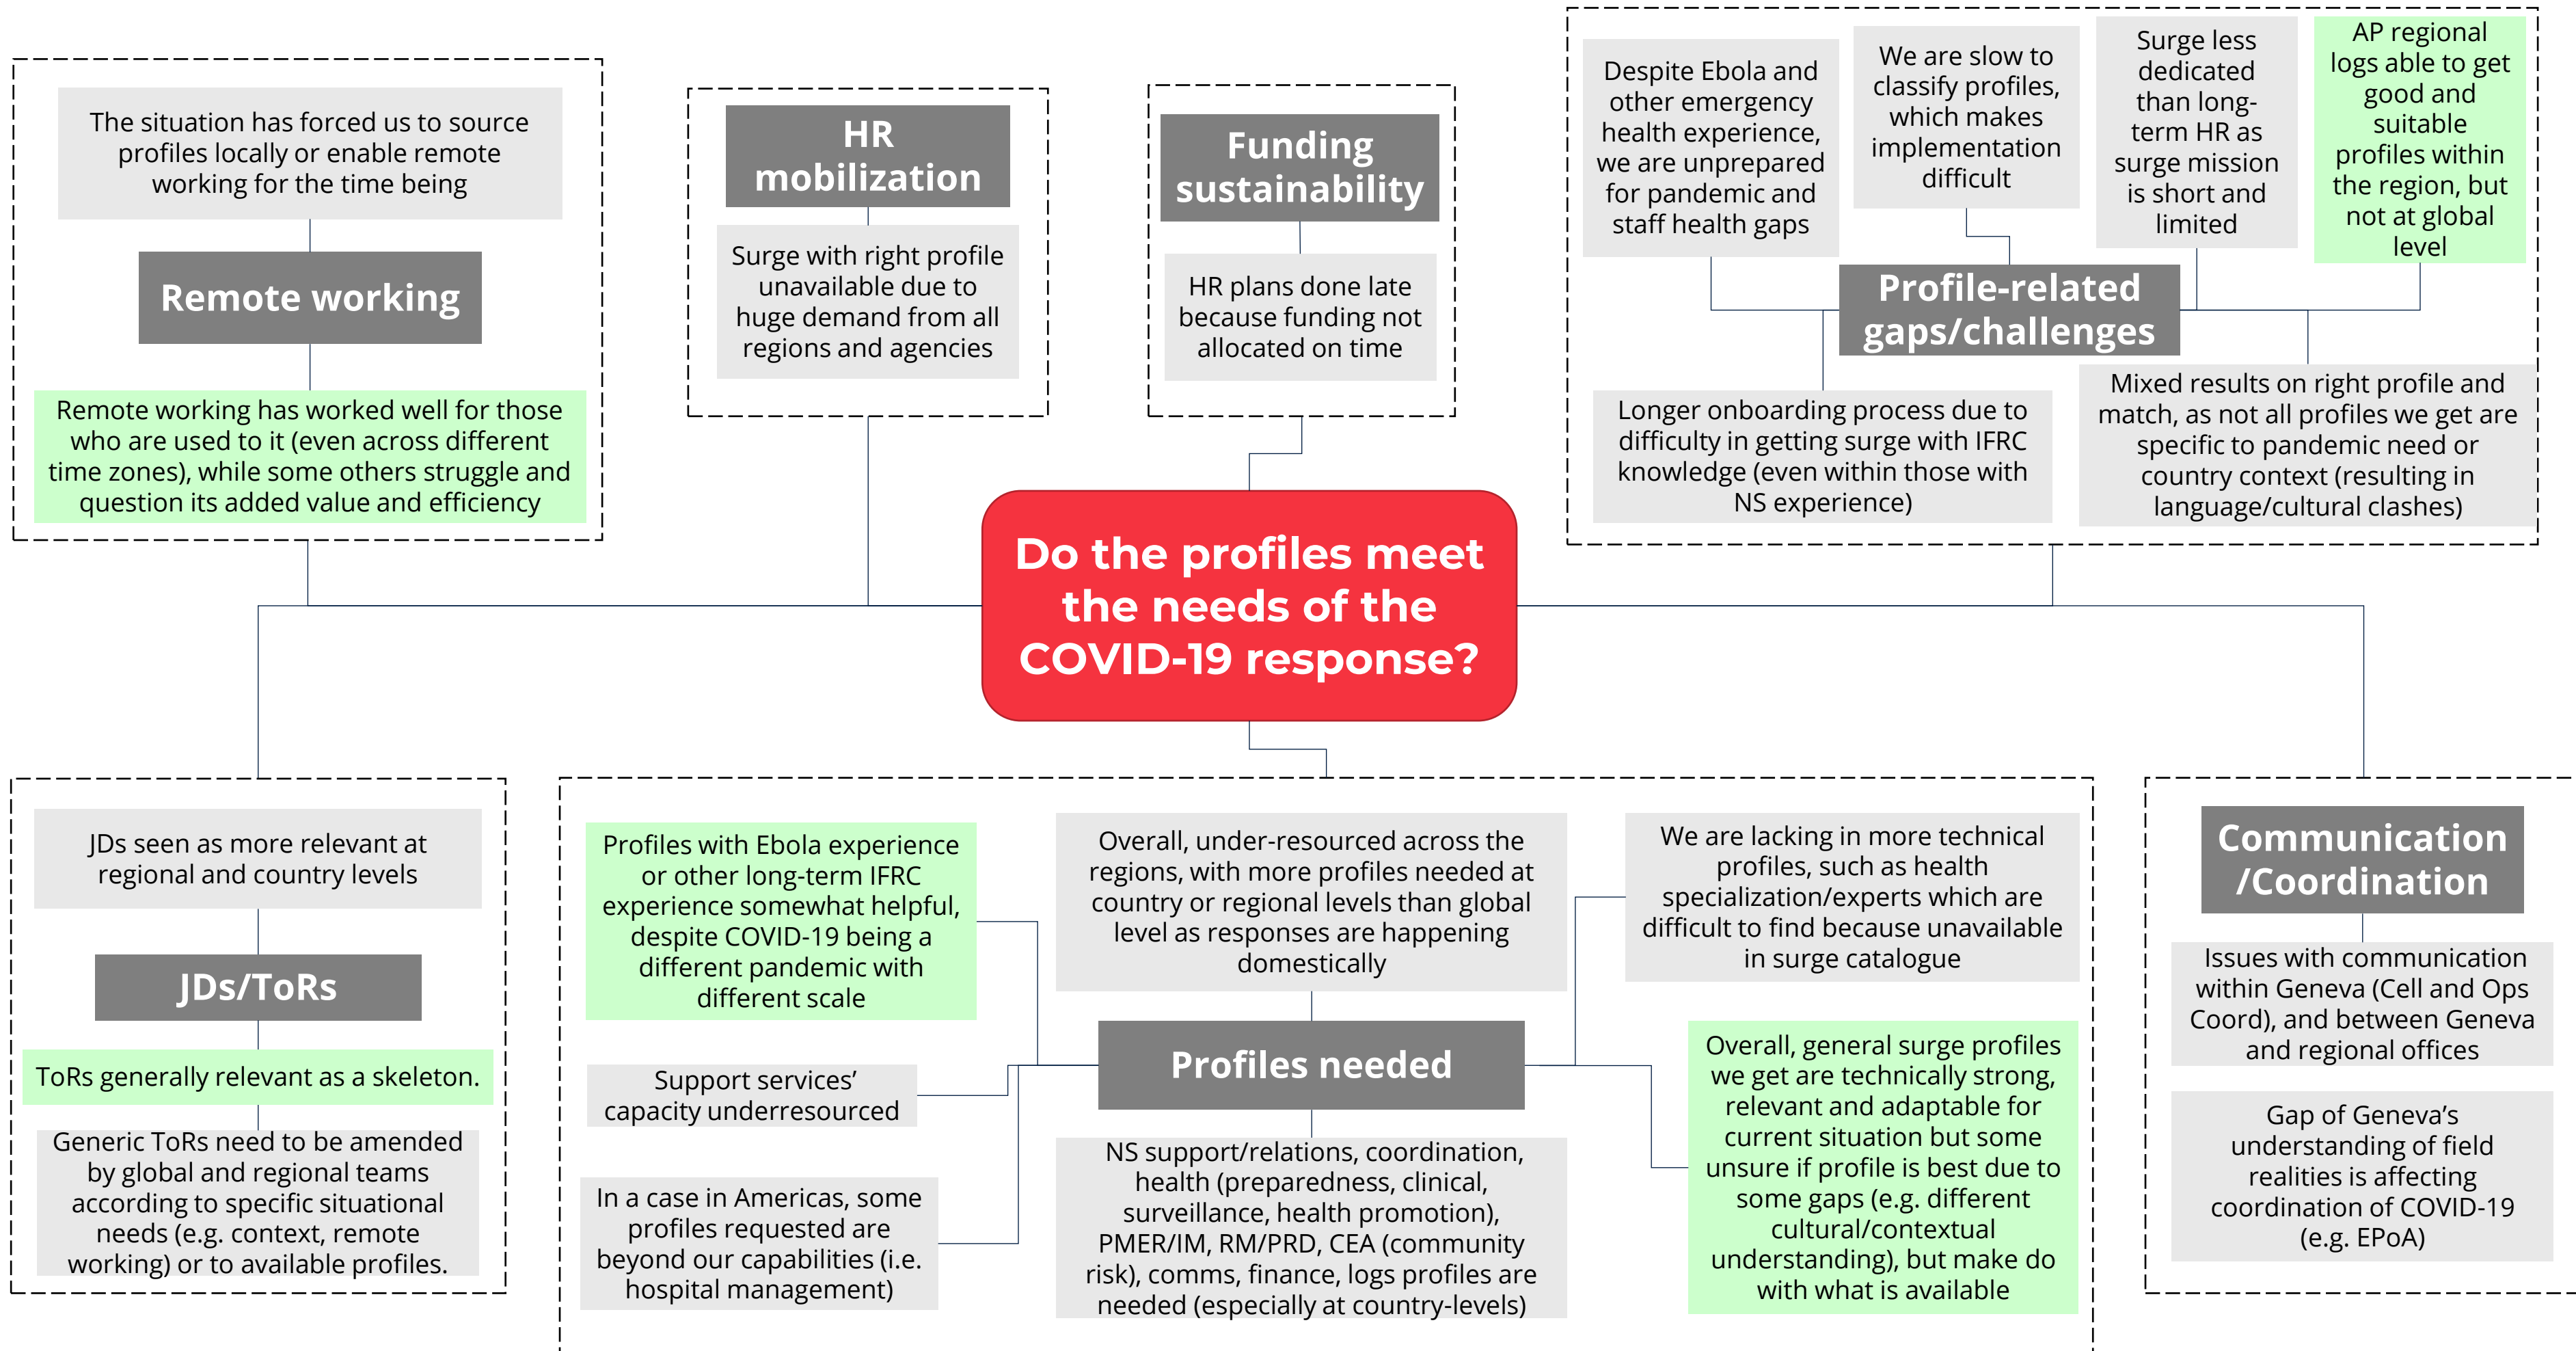 The situation has forced us to source
profiles locally or enable remote
working for the time being
Remote working
Remote working has worked well for those
who are used to it (even across different
time zones), while some others struggle and
question its added value and efficiency
HR
mobilization
Surge with right profile
unavailable due to
huge demand from all
regions and agencies
Funding
sustainability
HR plans done late
because funding not
allocated on time
Despite Ebola and
other emergency
health experience,
we are unprepared
for pandemic and
staff health gaps
We are slow to
classify profiles,
which makes
implementation
difficult
Surge less
dedicated
than long-
term HR as
surge mission
is short and
limited
AP regional
logs able to get
good and
suitable
profiles within
the region, but
not at global
level
Profile-related
gaps/challenges
Longer onboarding process due to
difficulty in getting surge with IFRC
knowledge (even within those with
NS experience)
Mixed results on right profile and
match, as not all profiles we get are
specific to pandemic need or
country context (resulting in
language/cultural clashes)
Do the profiles meet
the needs of the
COVID-19 response?
JDs seen as more relevant at
regional and country levels
JDs/ToRs
ToRs generally relevant as a skeleton.
Generic ToRs need to be amended
by global and regional teams
according to specific situational
needs (e.g. context, remote
working) or to available profiles.
Profiles with Ebola experience
or other long-term IFRC
experience somewhat helpful,
despite COVID-19 being a
different pandemic with
different scale
Support services’
capacity underresourced
In a case in Americas, some
profiles requested are
beyond our capabilities (i.e.
hospital management)
Overall, under-resourced across the
regions, with more profiles needed at
country or regional levels than global
level as responses are happening
domestically
Profiles needed
NS support/relations, coordination,
health (preparedness, clinical,
surveillance, health promotion),
PMER/IM, RM/PRD, CEA (community
risk), comms, finance, logs profiles are
needed (especially at country-levels)
We are lacking in more technical
profiles, such as health
specialization/experts which are
difficult to find because unavailable
in surge catalogue
Overall, general surge profiles
we get are technically strong,
relevant and adaptable for
current situation but some
unsure if profile is best due to
some gaps (e.g. different
cultural/contextual
understanding), but make do
with what is available
Communication
/Coordination
Issues with communication
within Geneva (Cell and Ops
Coord), and between Geneva
and regional offices
Gap of Geneva’s
understanding of field
realities is affecting
coordination of COVID-19
(e.g. EPoA)